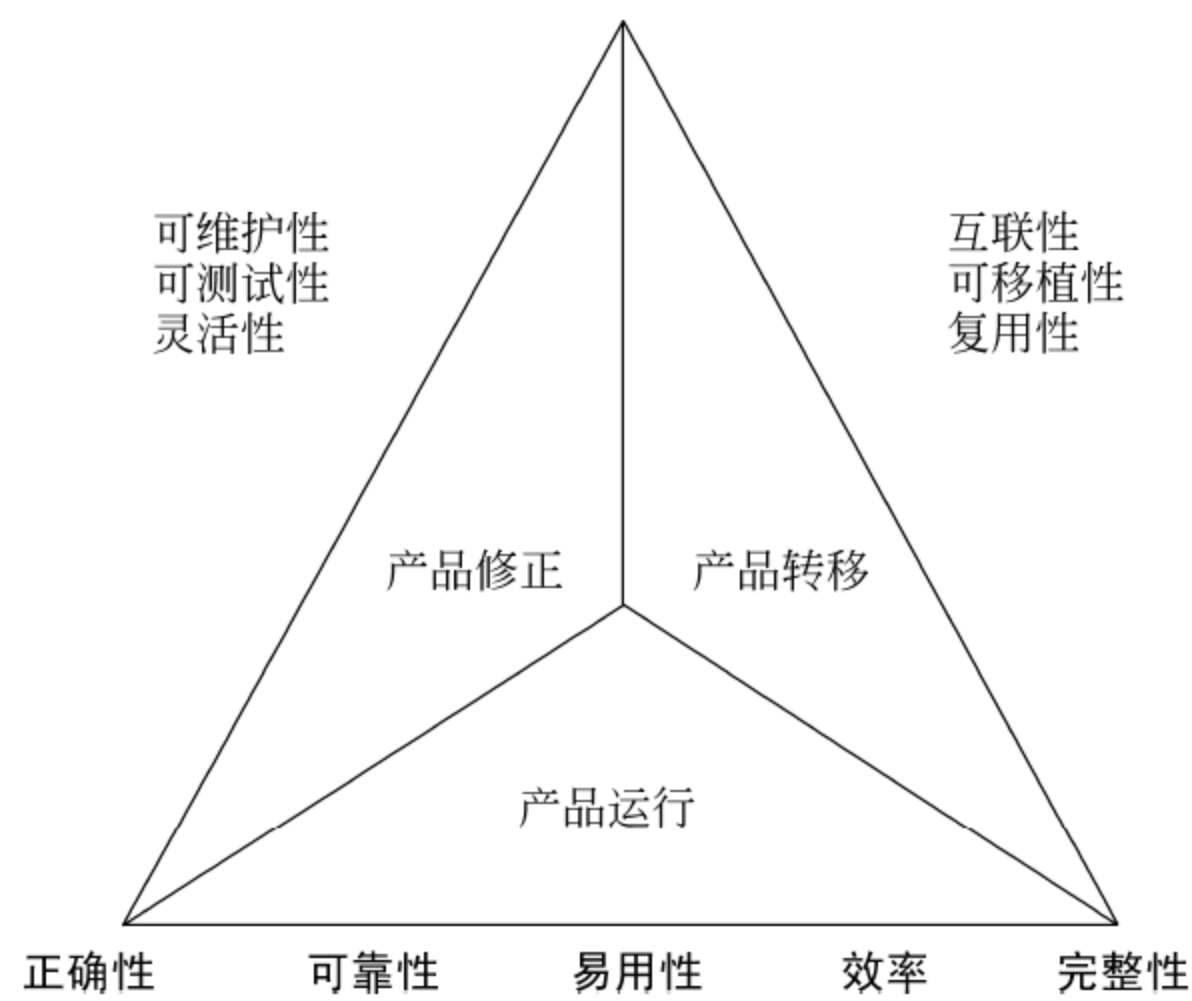 可维护性
可测试性
灵活性
互联性
可移植性
复用性
产品修正
产品转移
产品运行
正确性 可靠性 易用性 效率 完整性